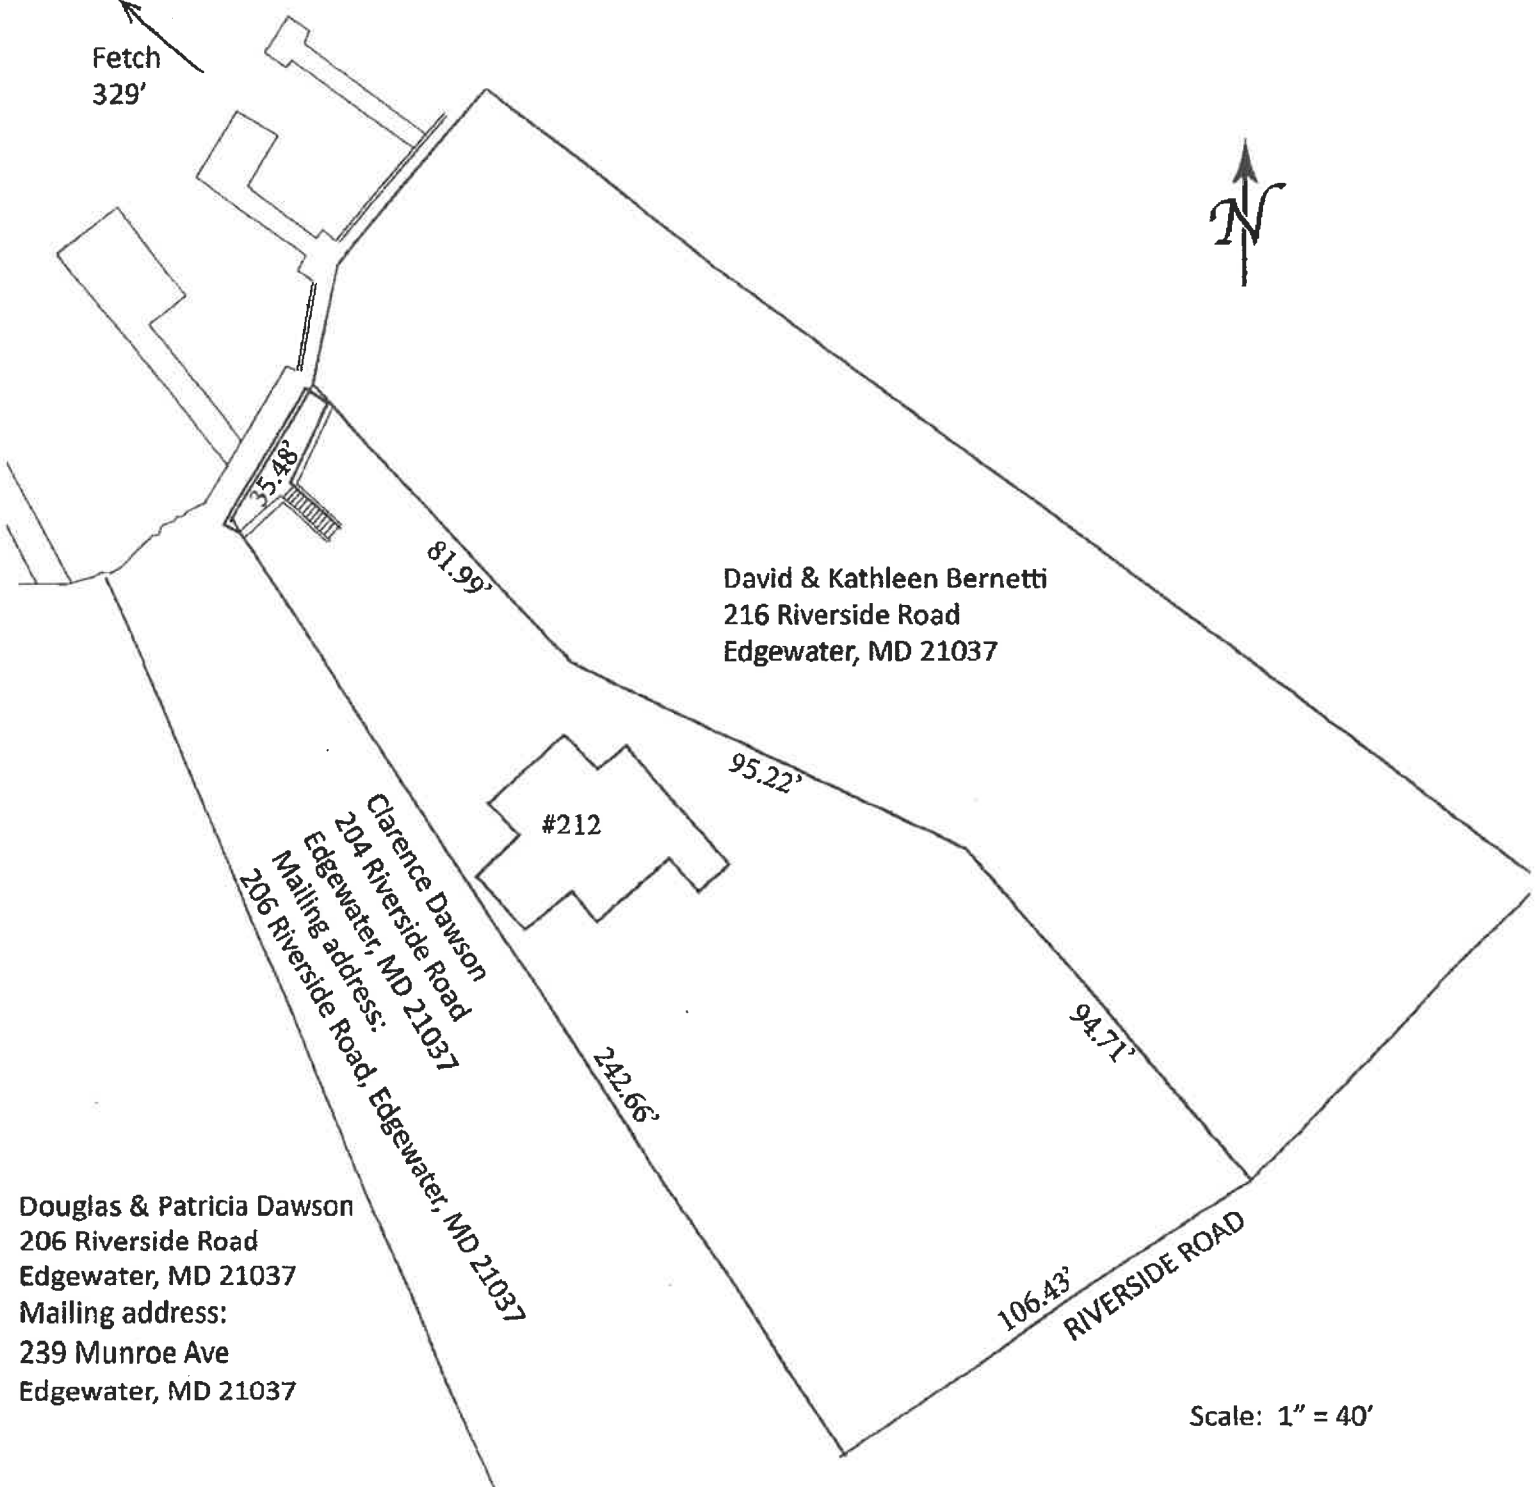 Fetch
329'
N
35.48'
81.99'
David & Kathleen Bernetti
216 Riverside Road
Edgewater, MD 21037
95.22'
#212
Clarence Dawson
204 Riverside Road
Edgewater, MD 21037
Mailing address:
206 Riverside Road, Edgewater, MD 21037
94.71'
242.66'
Douglas & Patricia Dawson
206 Riverside Road
Edgewater, MD 21037
Mailing address:
239 Munroe Ave
Edgewater, MD 21037
106.43'
RIVERSIDE ROAD
Scale: 1" = 40'